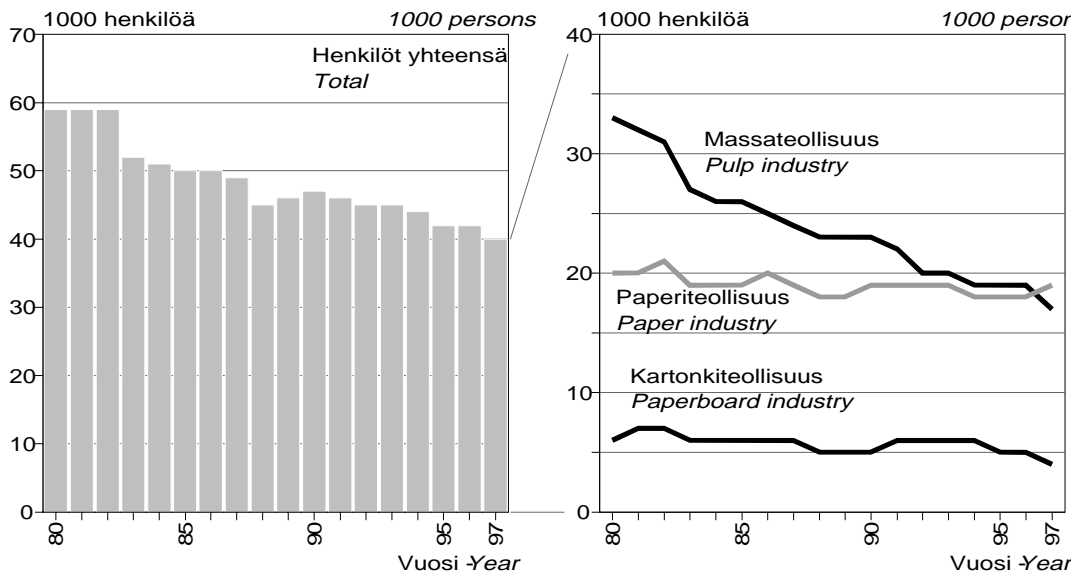 1000 henkilöä 1000 persons
70
60
50
40
30
20
10
0
Henkilöt yhteensä
Total
80 85 90 95 97
Vuosi -Year
1000 henkilöä 1000 person
40
30
20
10
0
Massateollisuus
Pulp industry
Paperiteollisuus
Paper industry
Kartonkiteollisuus
Paperboard industry
80 85 90 95 97
Vuosi -Year